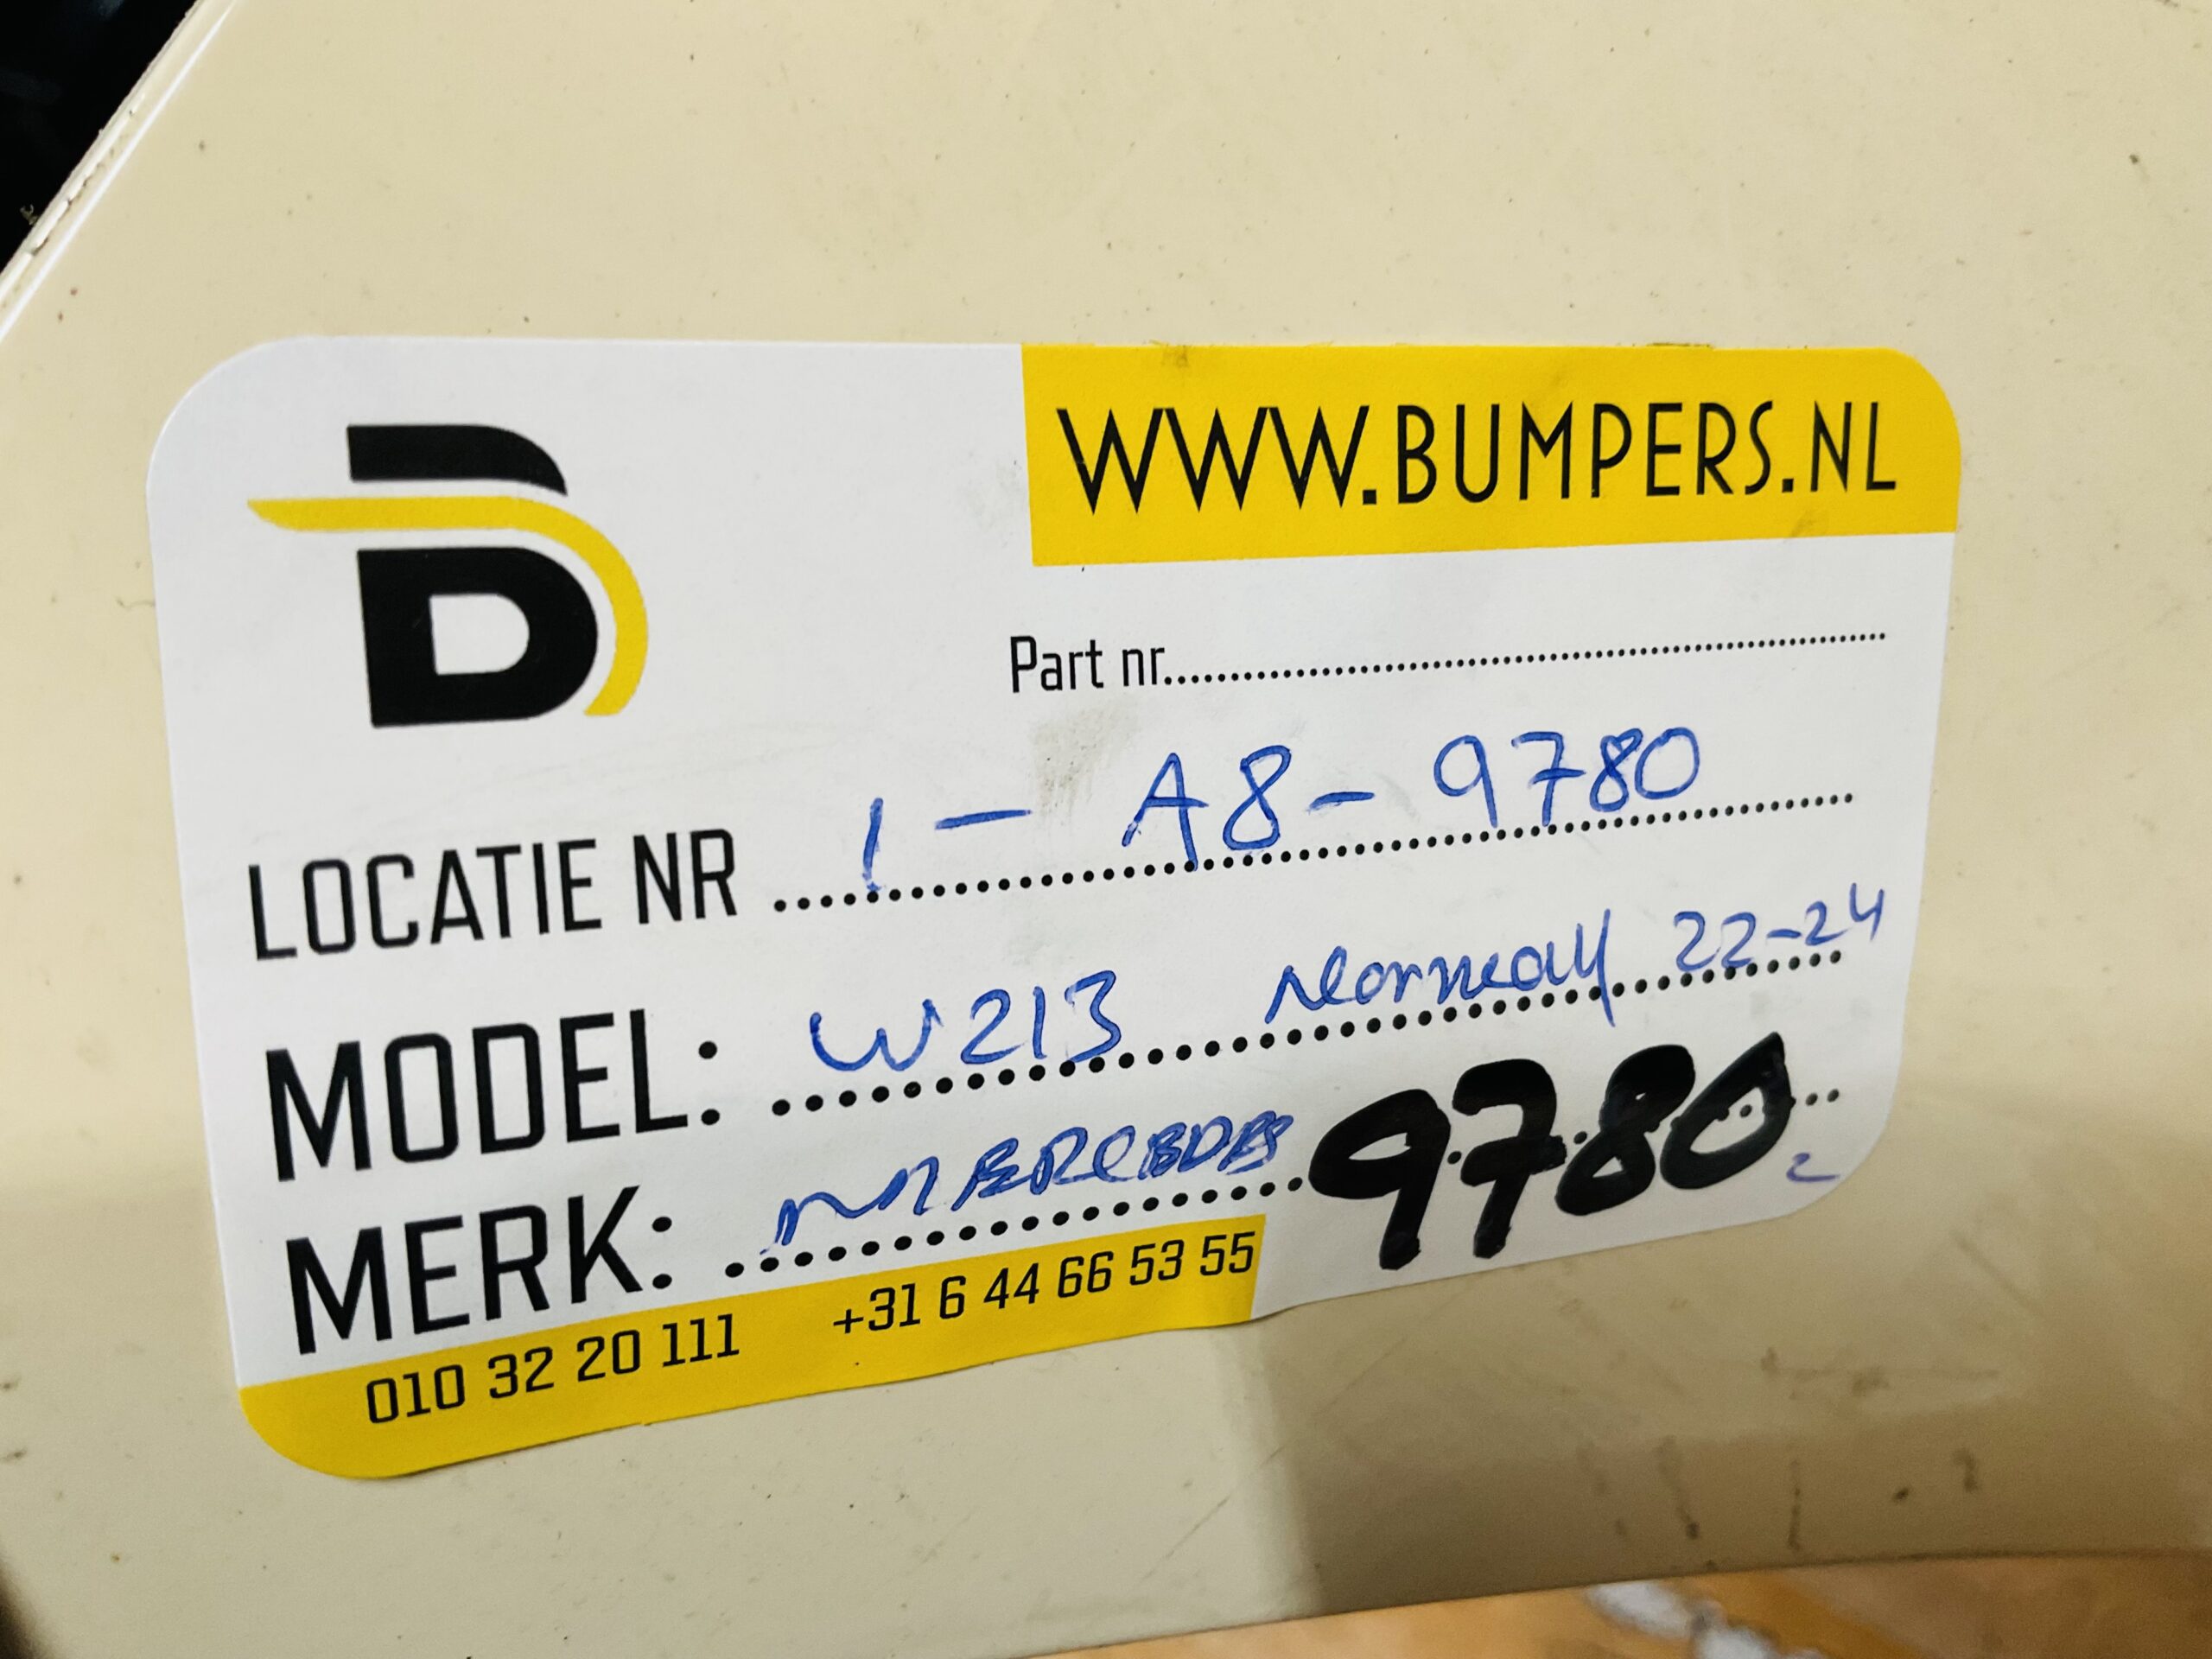 WWW.BUMPERS.NL
Part nr.............................................................
LOCATIE NR 1 - A8 - 9780
MODEL: W213 22-24
MERK: MERCEDES 9780
010 32 20 111 +31 6 44 66 53 55